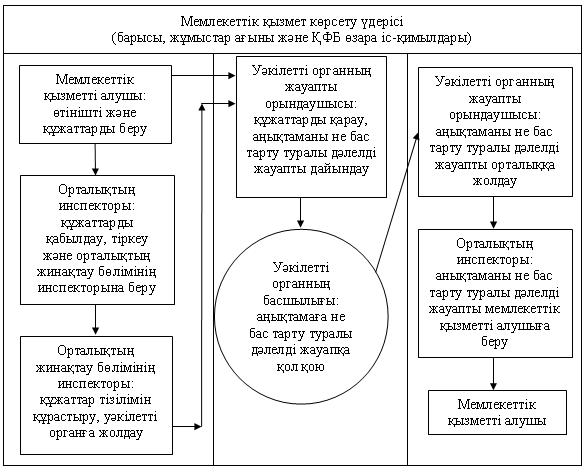 Мемлекеттік қызмет көрсету үдерісі
(барысы, жұмыстар ағыны және ҚФБ өзара іс-қимылдары)
Мемлекеттік
қызметті алушы:
өтінішті және
құжаттарды беру
Орталықтың
инспекторы:
құжаттарды
қабылдау, тіркеу
және орталықтың
жинақтау бөлімінің
инспекторына беру
Орталықтың
жинақтау бөлімінің
инспекторы:
құжаттар тізілімін
құрастыру, уәкілетті
органға жолдау
Уәкілетті органның
жауапты
орындаушысы:
құжаттарды қарау,
аңықтаманы не бас
тарту туралы дәлелді
жауапты дайындау
Уәкілетті
органның
басшылығы:
аңықтамаға не
бас тарту туралы
дәлелді жауапқа
қол қою
Уәкілетті органның
жауапты
орындаушысы:
аңықтаманы не бас
тарту туралы дәлелді
жауапты орталыққа
жолдау
Орталықтың
инспекторы:
анықтаманы не бас
тарту туралы дәлелді
жауапты мемлекеттік
қызметті алушыға
беру
Мемлекеттік
қызметті алушы